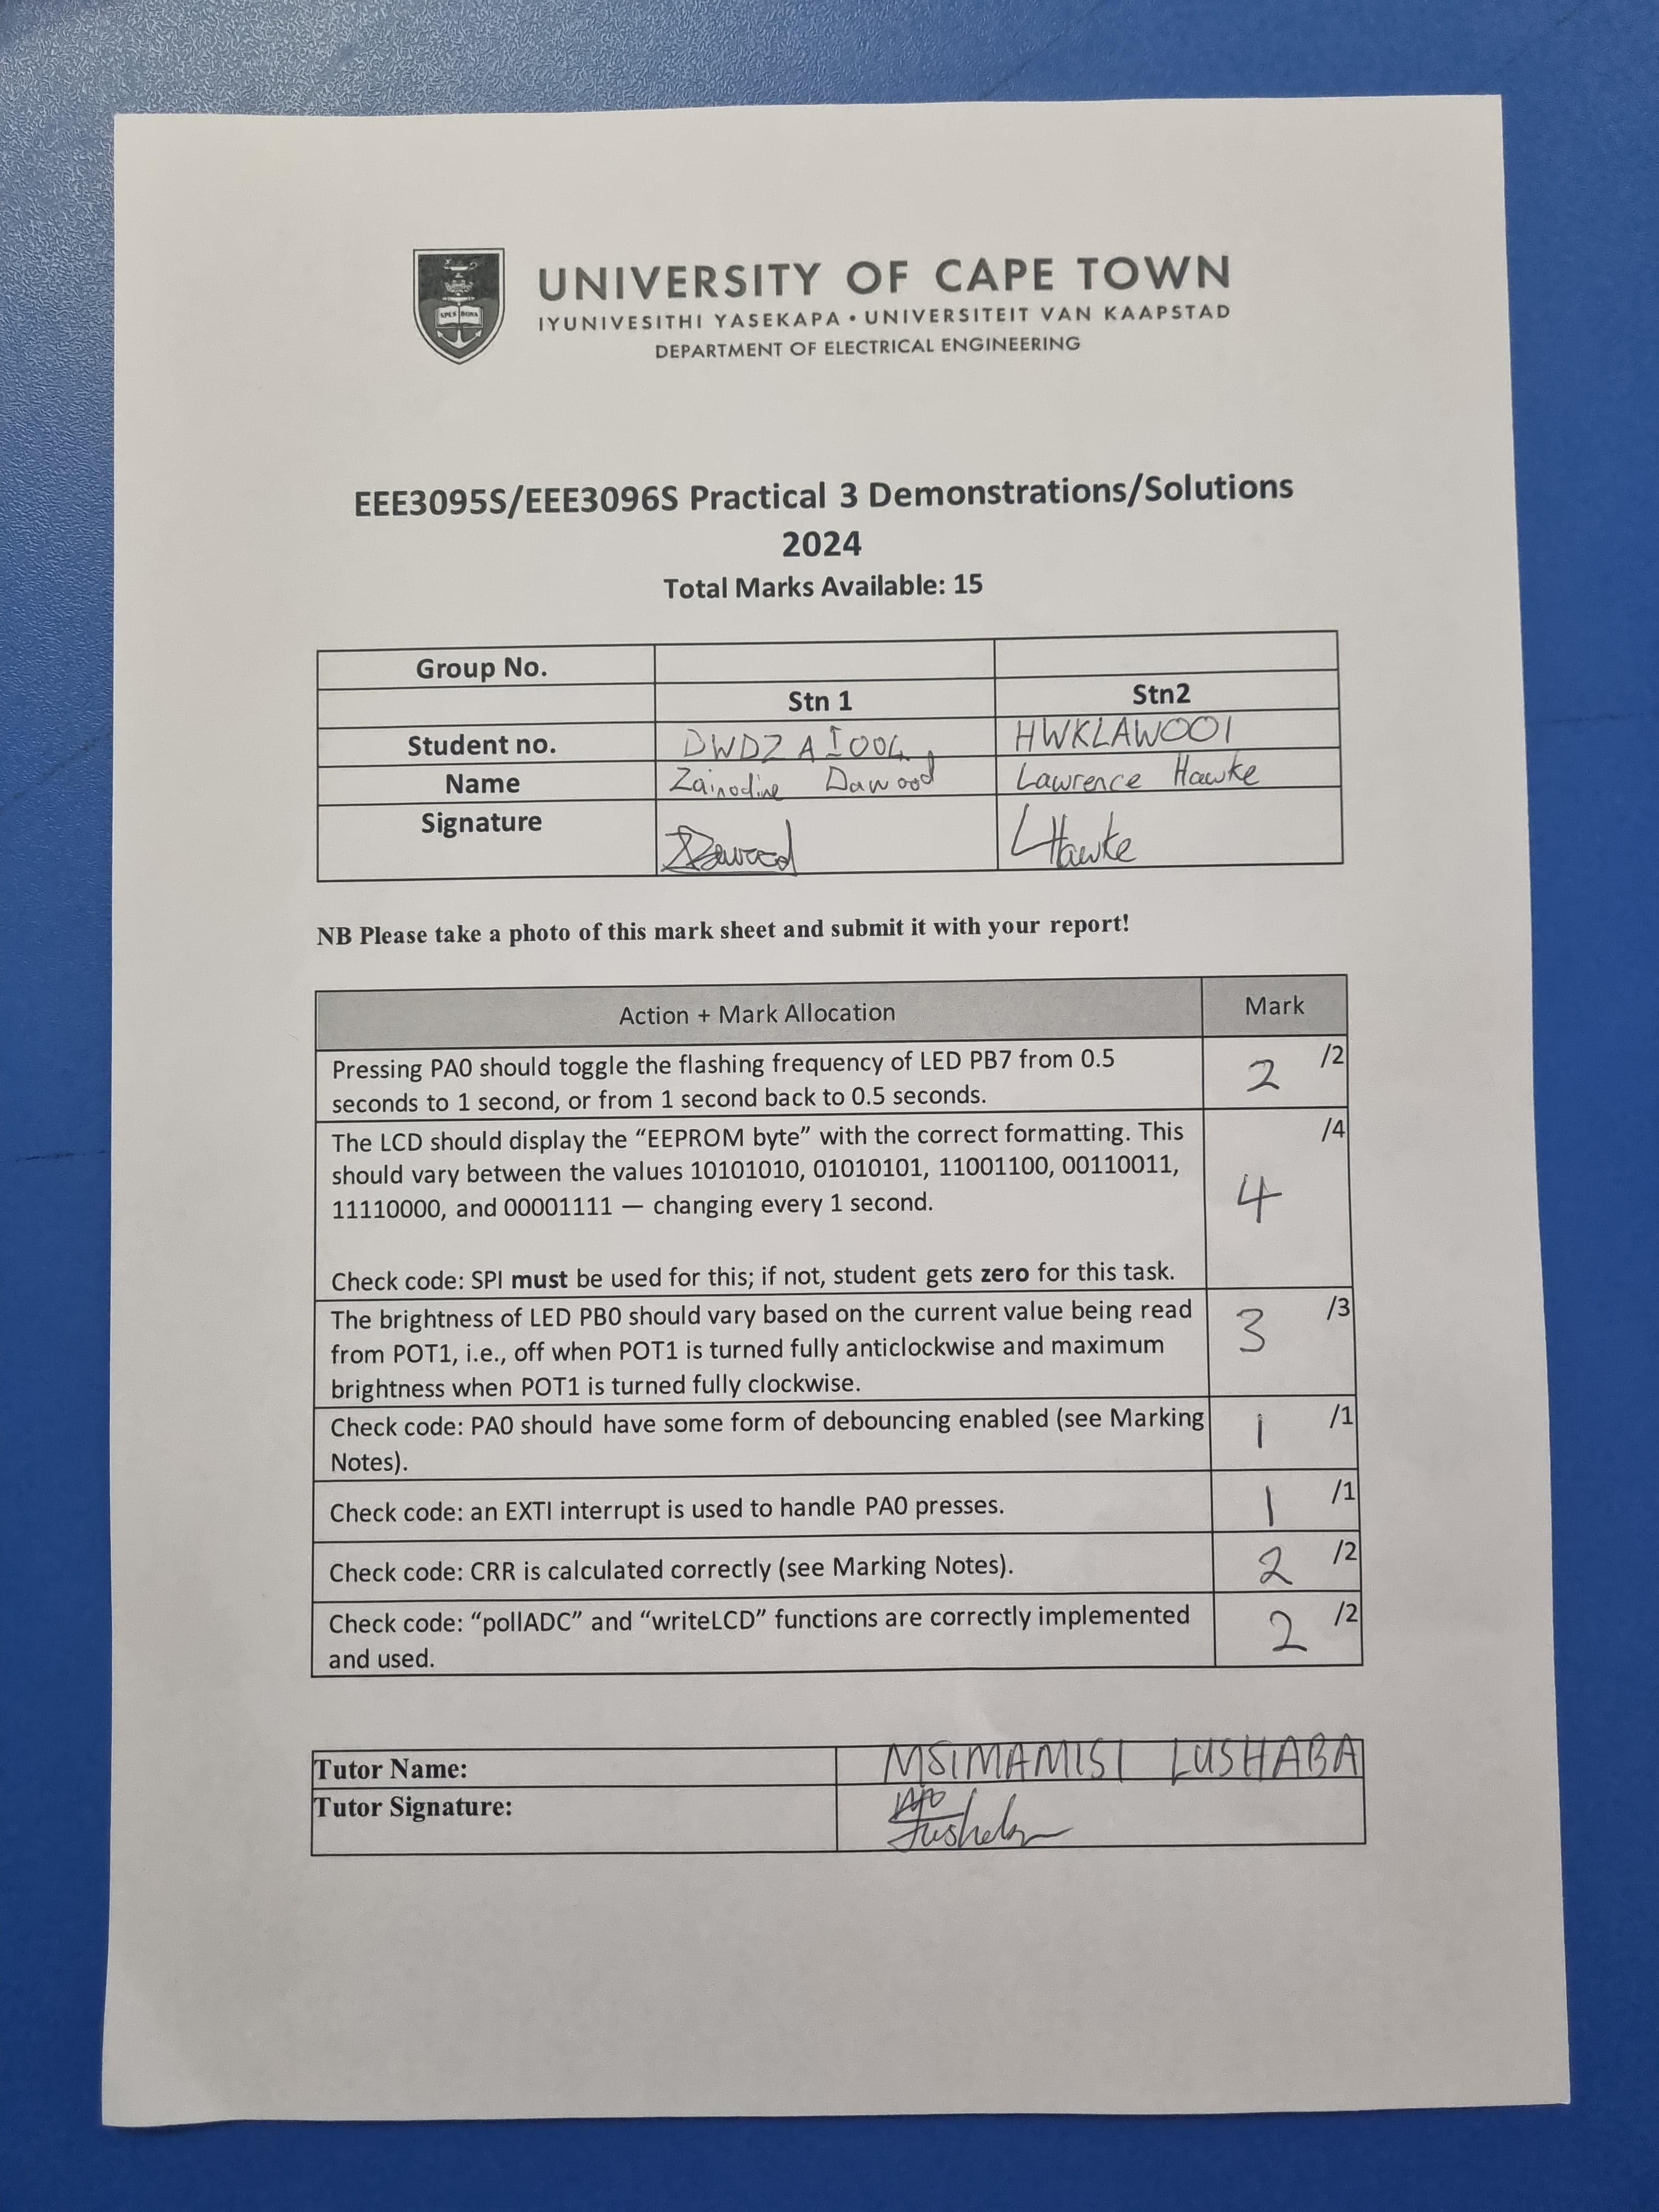 SPES BONA
UNIVERSITY OF CAPE TOWN
IYUNIVESITHI YASEKAPA • UNIVERSITEIT VAN KAAPSTAD
DEPARTMENT OF ELECTRICAL ENGINEERING
EEE3095S/EEE3096S Practical 3 Demonstrations/Solutions
2024
Total Marks Available: 15
Group No.
Stn 1 Stn2
Student no. DWDZAI004 HWKLAW001
Name Zainodine Dawood Lawrence Hawke
Signature Dawood LHawke
NB Please take a photo of this mark sheet and submit it with your report!
Action + Mark Allocation Mark
Pressing PA0 should toggle the flashing frequency of LED PB7 from 0.5 2 /2
seconds to 1 second, or from 1 second back to 0.5 seconds.
The LCD should display the “EEPROM byte” with the correct formatting. This 4 /4
should vary between the values 10101010, 01010101, 11001100, 00110011,
11110000, and 00001111 — changing every 1 second.
Check code: SPI must be used for this; if not, student gets zero for this task.
The brightness of LED PB0 should vary based on the current value being read 3 /3
from POT1, i.e., off when POT1 is turned fully anticlockwise and maximum
brightness when POT1 is turned fully clockwise.
Check code: PA0 should have some form of debouncing enabled (see Marking 1 /1
Notes).
Check code: an EXTI interrupt is used to handle PA0 presses. 1 /1
Check code: CRR is calculated correctly (see Marking Notes). 2 /2
Check code: “pollADC” and “writeLCD” functions are correctly implemented 2 /2
and used.
Tutor Name: MSIMAMISI LUSHABA
Tutor Signature: